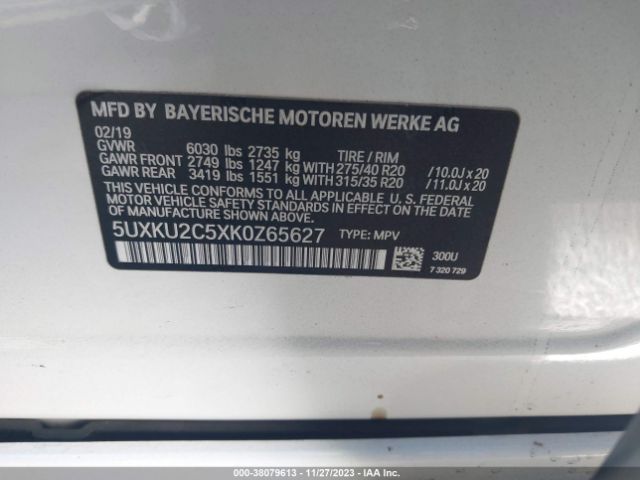 MFD BY BAYERISCHE MOTOREN WERKE AG
02/19
GVWR 6030 lbs 2735 kg TIRE / RIM
GAWR FRONT 2749 lbs 1247 kg WITH 275/40 R20 /10.0J x 20
GAWR REAR 3419 lbs 1551 kg WITH 315/35 R20 /11.0J x 20
THIS VEHICLE CONFORMS TO ALL APPLICABLE U.S. FEDERAL
MOTOR VEHICLE SAFETY STANDARDS IN EFFECT
ON THE DATE OF MANUFACTURE SHOWN ABOVE.
5UXKU2C5XK0Z65627 TYPE: MPV
300U
7 320 729
000-38079613 - 11/27/2023 - IAA Inc.